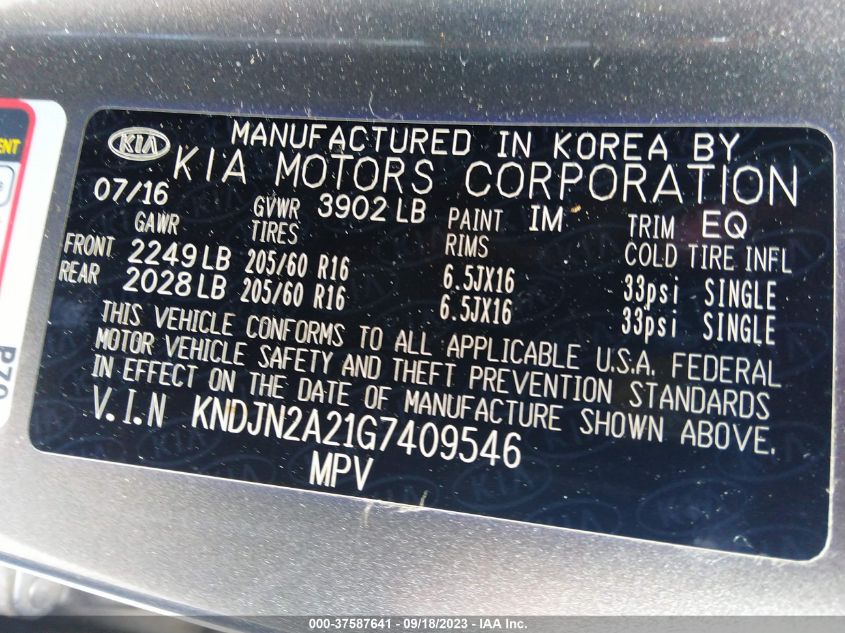 KIA MANUFACTURED IN KOREA BY
KIA MOTORS CORPORATION
07/16
GAWR GVWR 3902 LB PAINT IM TRIM EQ
TIRES RIMS COLD TIRE INFL
FRONT 2249 LB 205/60 R16 6.5JX16 33psi SINGLE
REAR 2028 LB 205/60 R16 6.5JX16 33psi SINGLE
THIS VEHICLE CONFORMS TO ALL APPLICABLE U.S.A. FEDERAL
MOTOR VEHICLE SAFETY AND THEFT PREVENTION STANDARDS
IN EFFECT ON THE DATE OF MANUFACTURE SHOWN ABOVE.
V.I.N KNDJN2A21G7409546
MPV
000-37587641 - 09/18/2023 - IAA Inc.